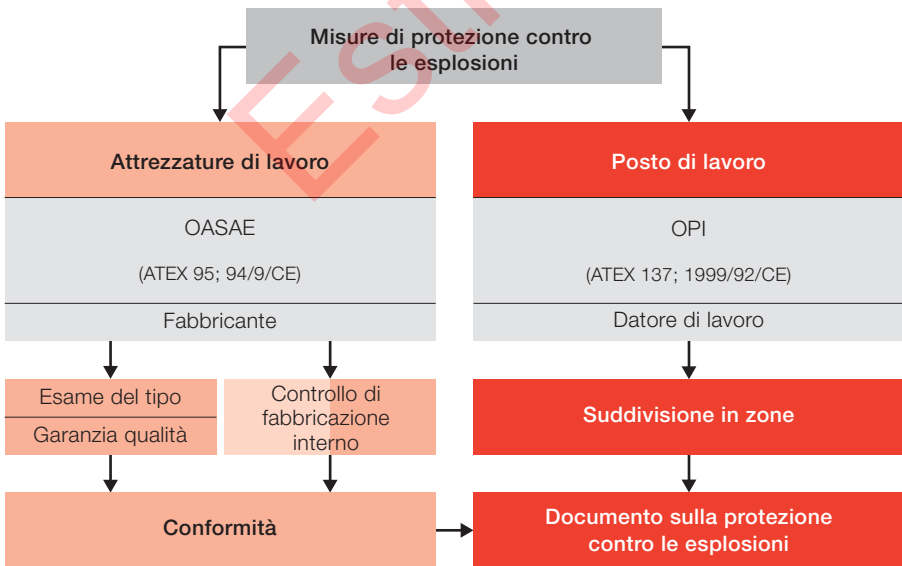 Misure di protezione contro
le esplosioni
Attrezzature di lavoro
OASAE
(ATEX 95; 94/9/CE)
Fabbricante
Posto di lavoro
OPI
(ATEX 137; 1999/92/CE)
Datore di lavoro
Esame del tipo
Garanzia qualità
Controllo di
fabbricazione
interno
Suddivisione in zone
Conformità
Documento sulla protezione
contro le esplosioni